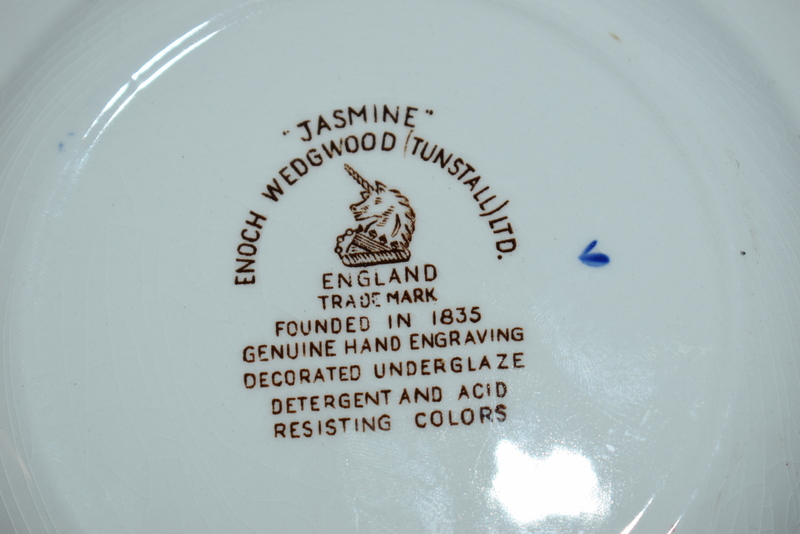 "JASMINE"
ENOCH WEDGWOOD (TUNSTALL) LTD.
ENGLAND
TRADE MARK
FOUNDED IN 1835
GENUINE HAND ENGRAVING
DECORATED UNDERGLAZE
DETERGENT AND ACID
RESISTING COLORS